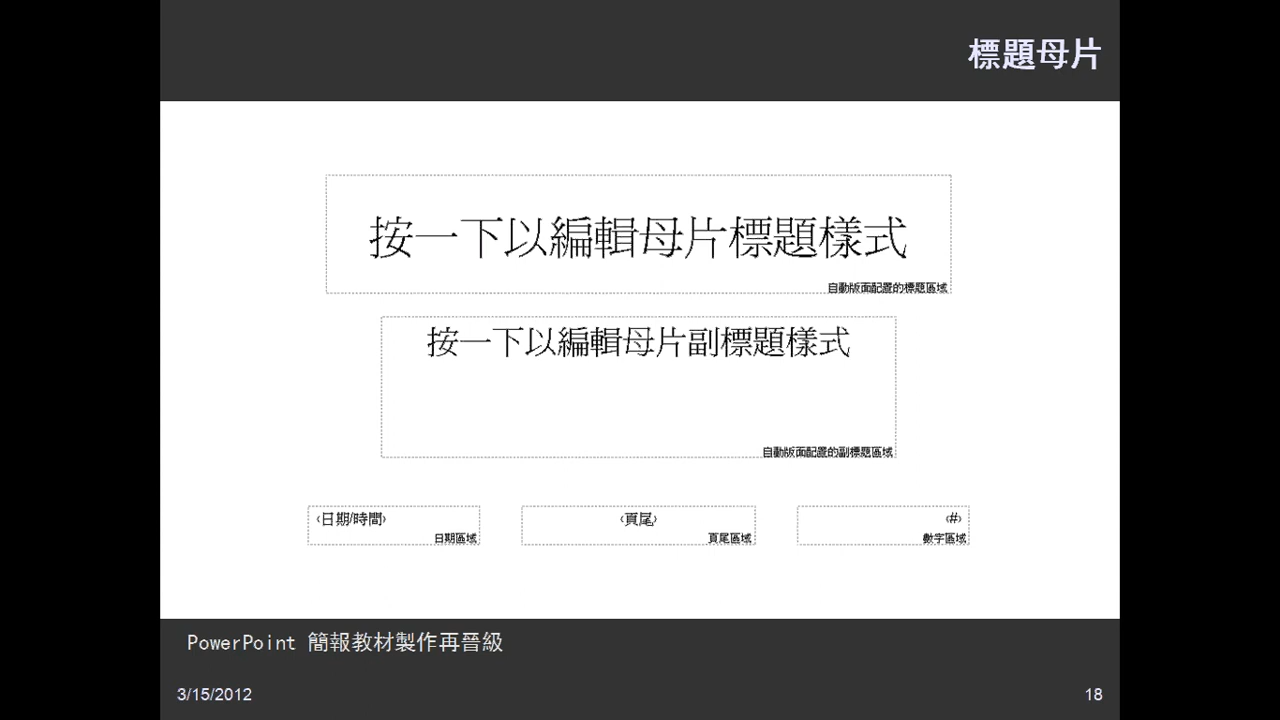 標題母片
按一下以編輯母片標題樣式
自動版面配置的標題區域
按一下以編輯母片副標題樣式
自動版面配置的副標題區域
‹日期/時間›
日期區域
‹頁尾›
頁尾區域
‹#›
數字區域
PowerPoint 簡報教材製作再晉級
3/15/2012
18